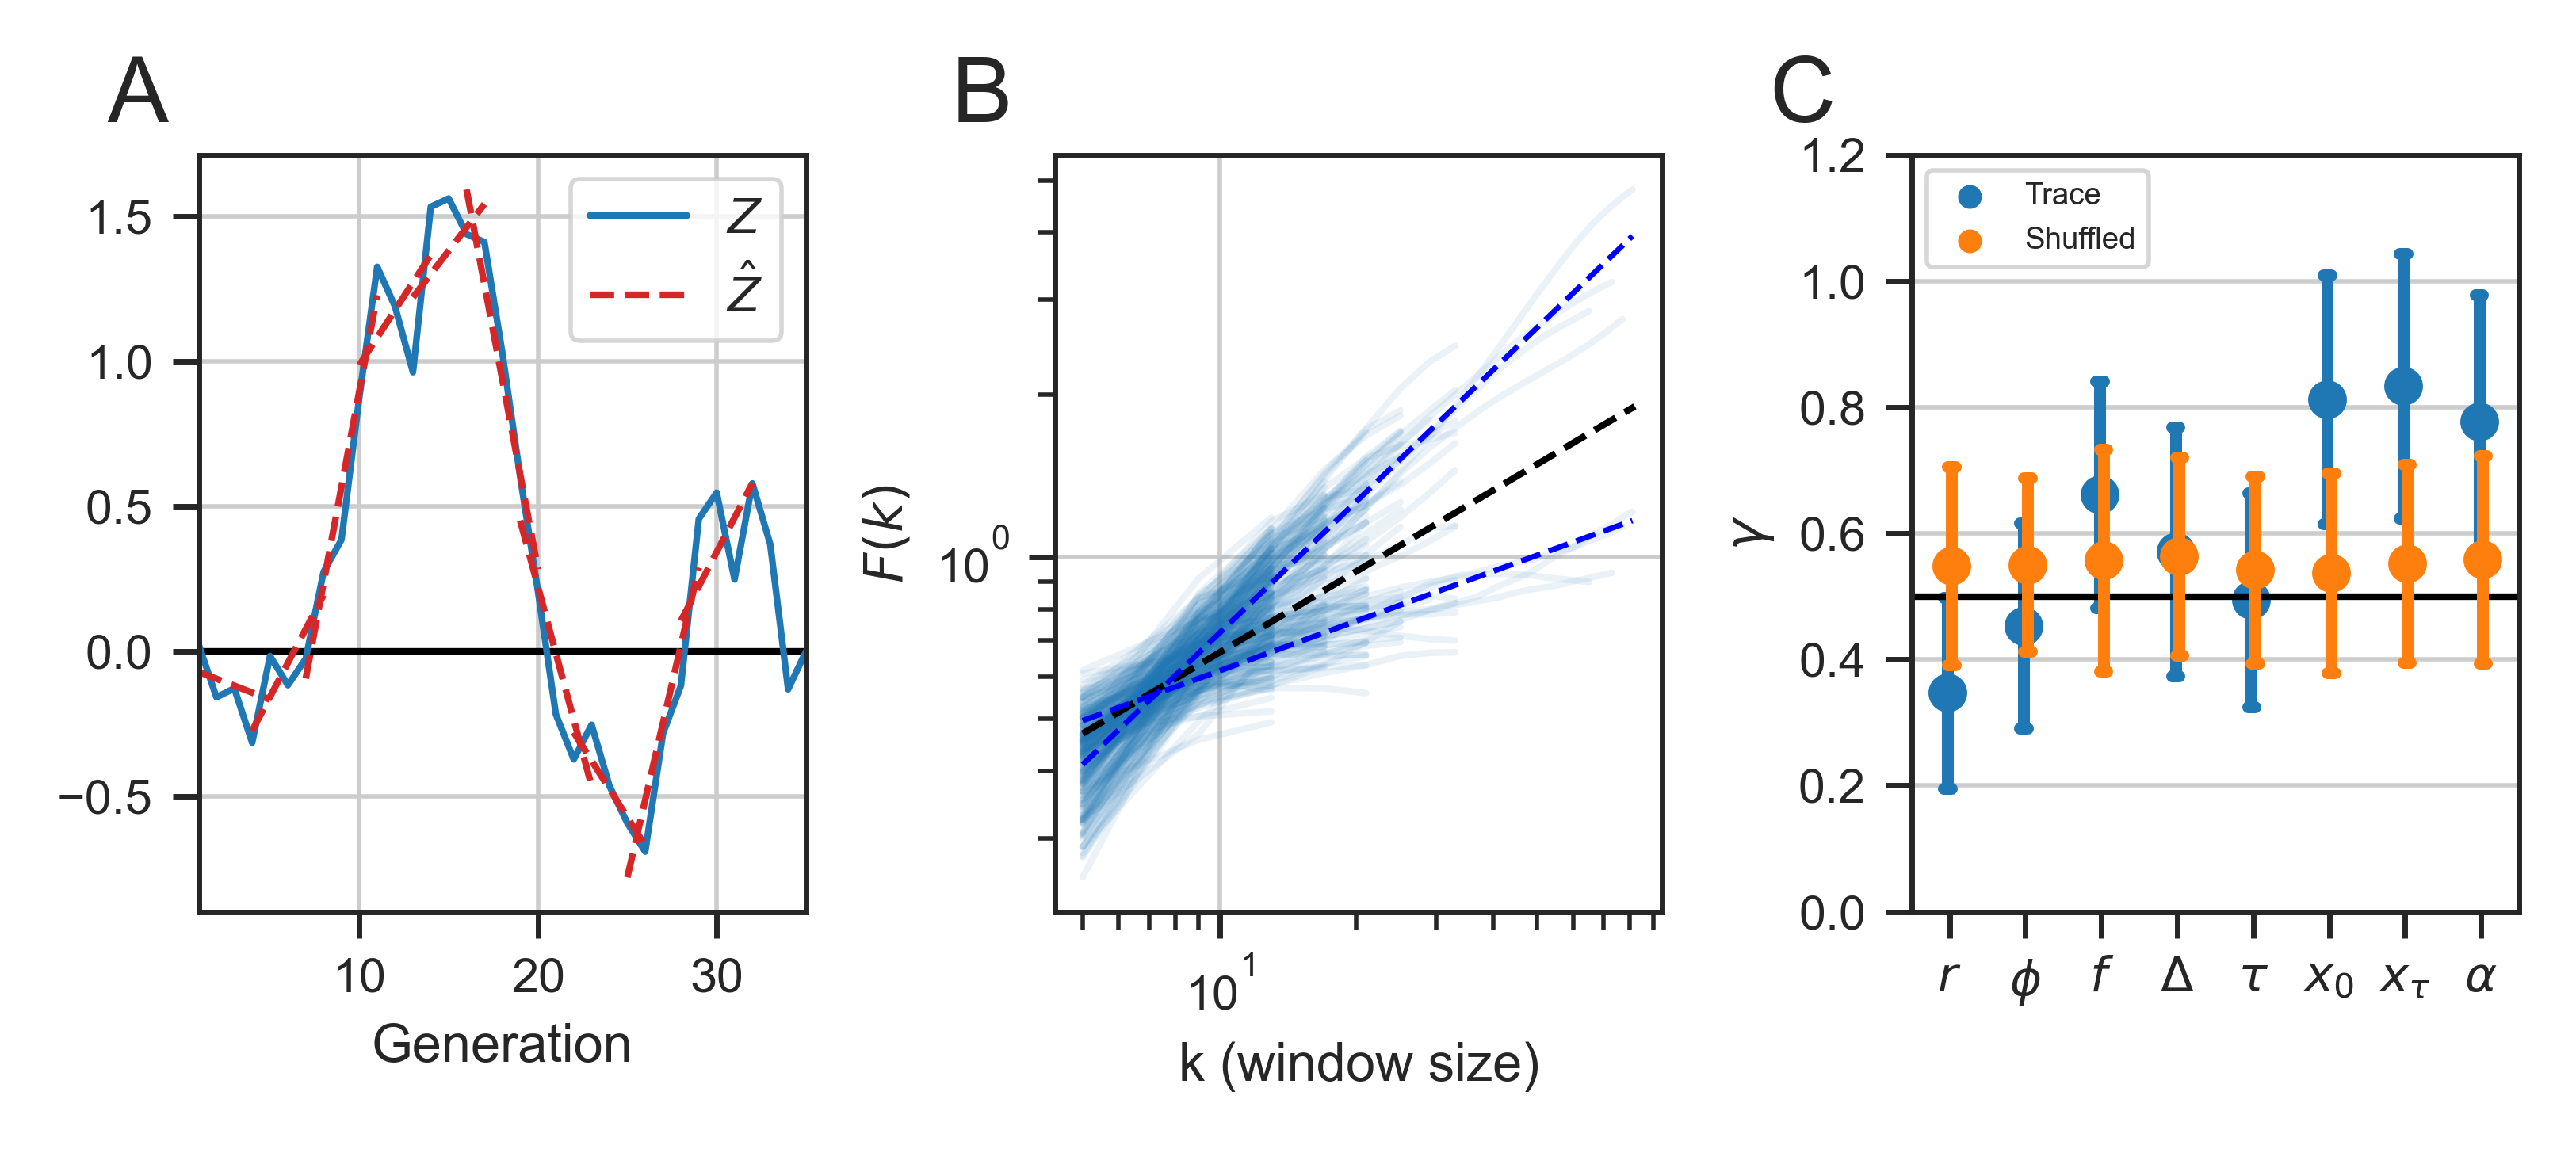 A
1.5
1.0
0.5
0.0
−0.5
10 20 30
Generation
Z
Ẑ
B
F(k)
10⁰
10¹
k (window size)
C
γ
1.2
1.0
0.8
0.6
0.4
0.2
0.0
Trace
Shuffled
r ϕ f Δ τ x₀ x_τ α